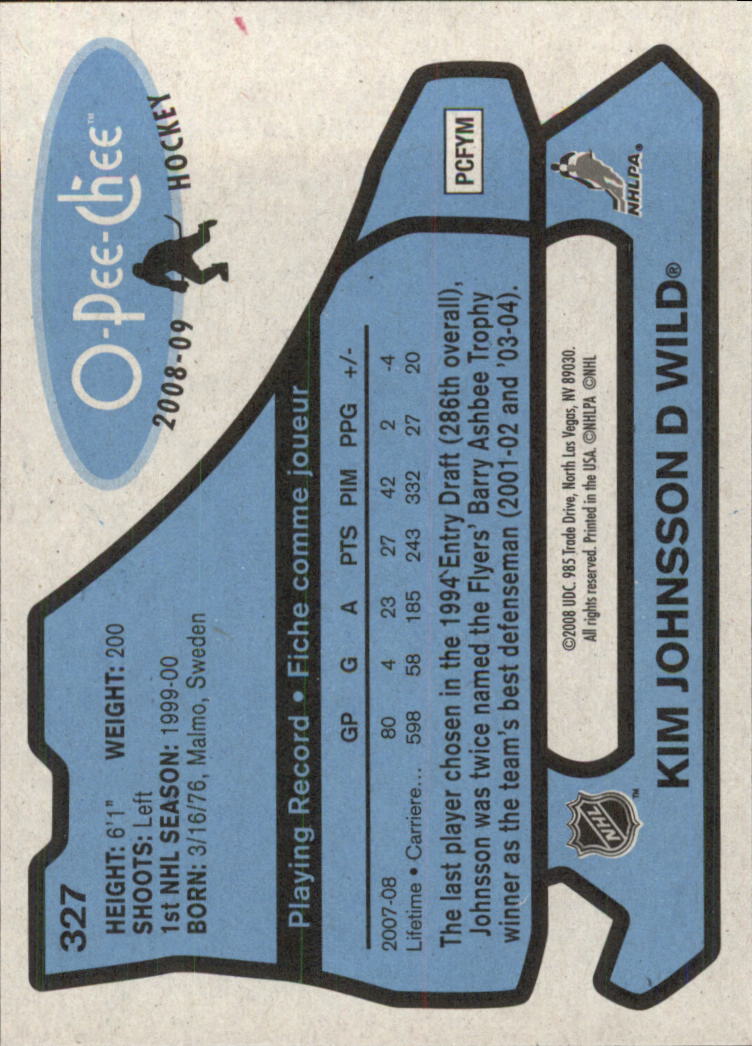 327
HEIGHT: 6'1" WEIGHT: 200
SHOOTS: Left
1st NHL SEASON: 1999-00
BORN: 3/16/76, Malmo, Sweden
O-Pee-Chee™
2008-09 HOCKEY
Playing Record • Fiche comme joueur
GP G A PTS PIM PPG +/-
2007-08 80 4 23 27 42 2 -4
Lifetime • Carriere... 598 58 185 243 332 27 20
The last player chosen in the 1994 Entry Draft (286th overall),
Johnsson was twice named the Flyers' Barry Ashbee Trophy
winner as the team's best defenseman (2001-02 and '03-04).
PCFYM
NHL™
©2008 UDC. 985 Trade Drive, North Las Vegas, NV 89030.
All rights reserved. Printed in the USA. ©NHLPA ©NHL
NHLPA®
KIM JOHNSSON D WILD®